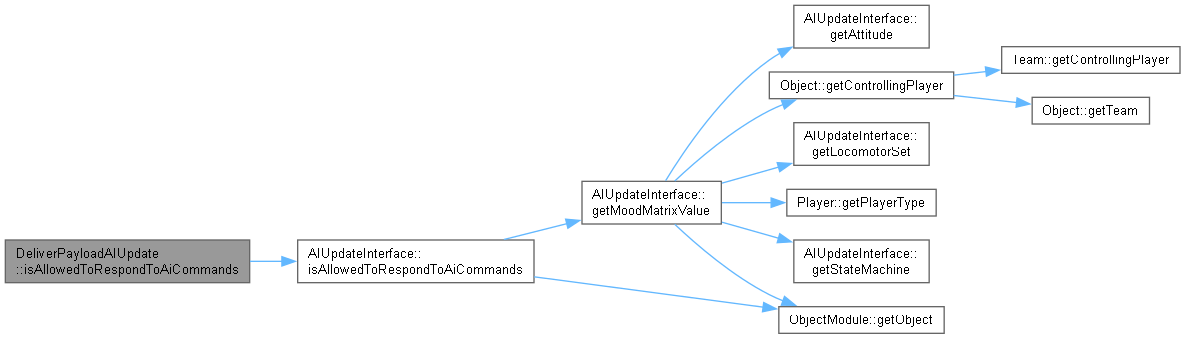 AIUpdateInterface::
getAttitude
Team::getControllingPlayer
Object::getControllingPlayer
Object::getTeam
AIUpdateInterface::
getLocomotorSet
AIUpdateInterface::
getMoodMatrixValue
Player::getPlayerType
DeliverPayloadAIUpdate
::isAllowedToRespondToAiCommands
AIUpdateInterface::
isAllowedToRespondToAiCommands
AIUpdateInterface::
getStateMachine
ObjectModule::getObject